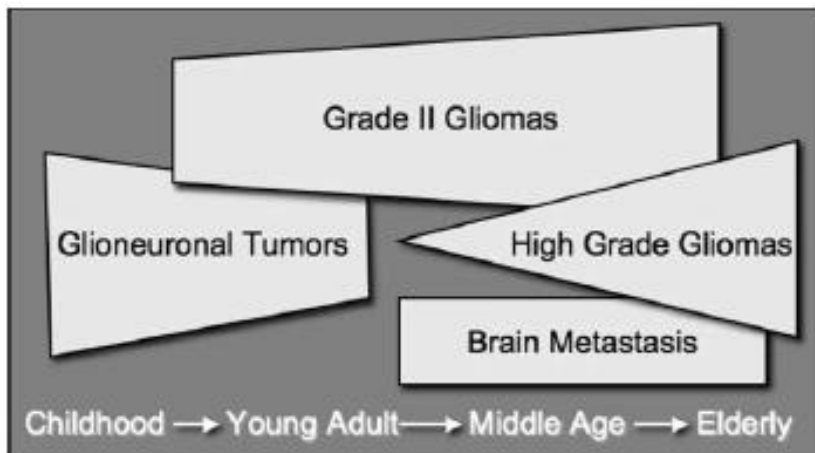 Grade II Gliomas
Glioneuronal Tumors
High Grade Gliomas
Brain Metastasis
Childhood → Young Adult → Middle Age → Elderly